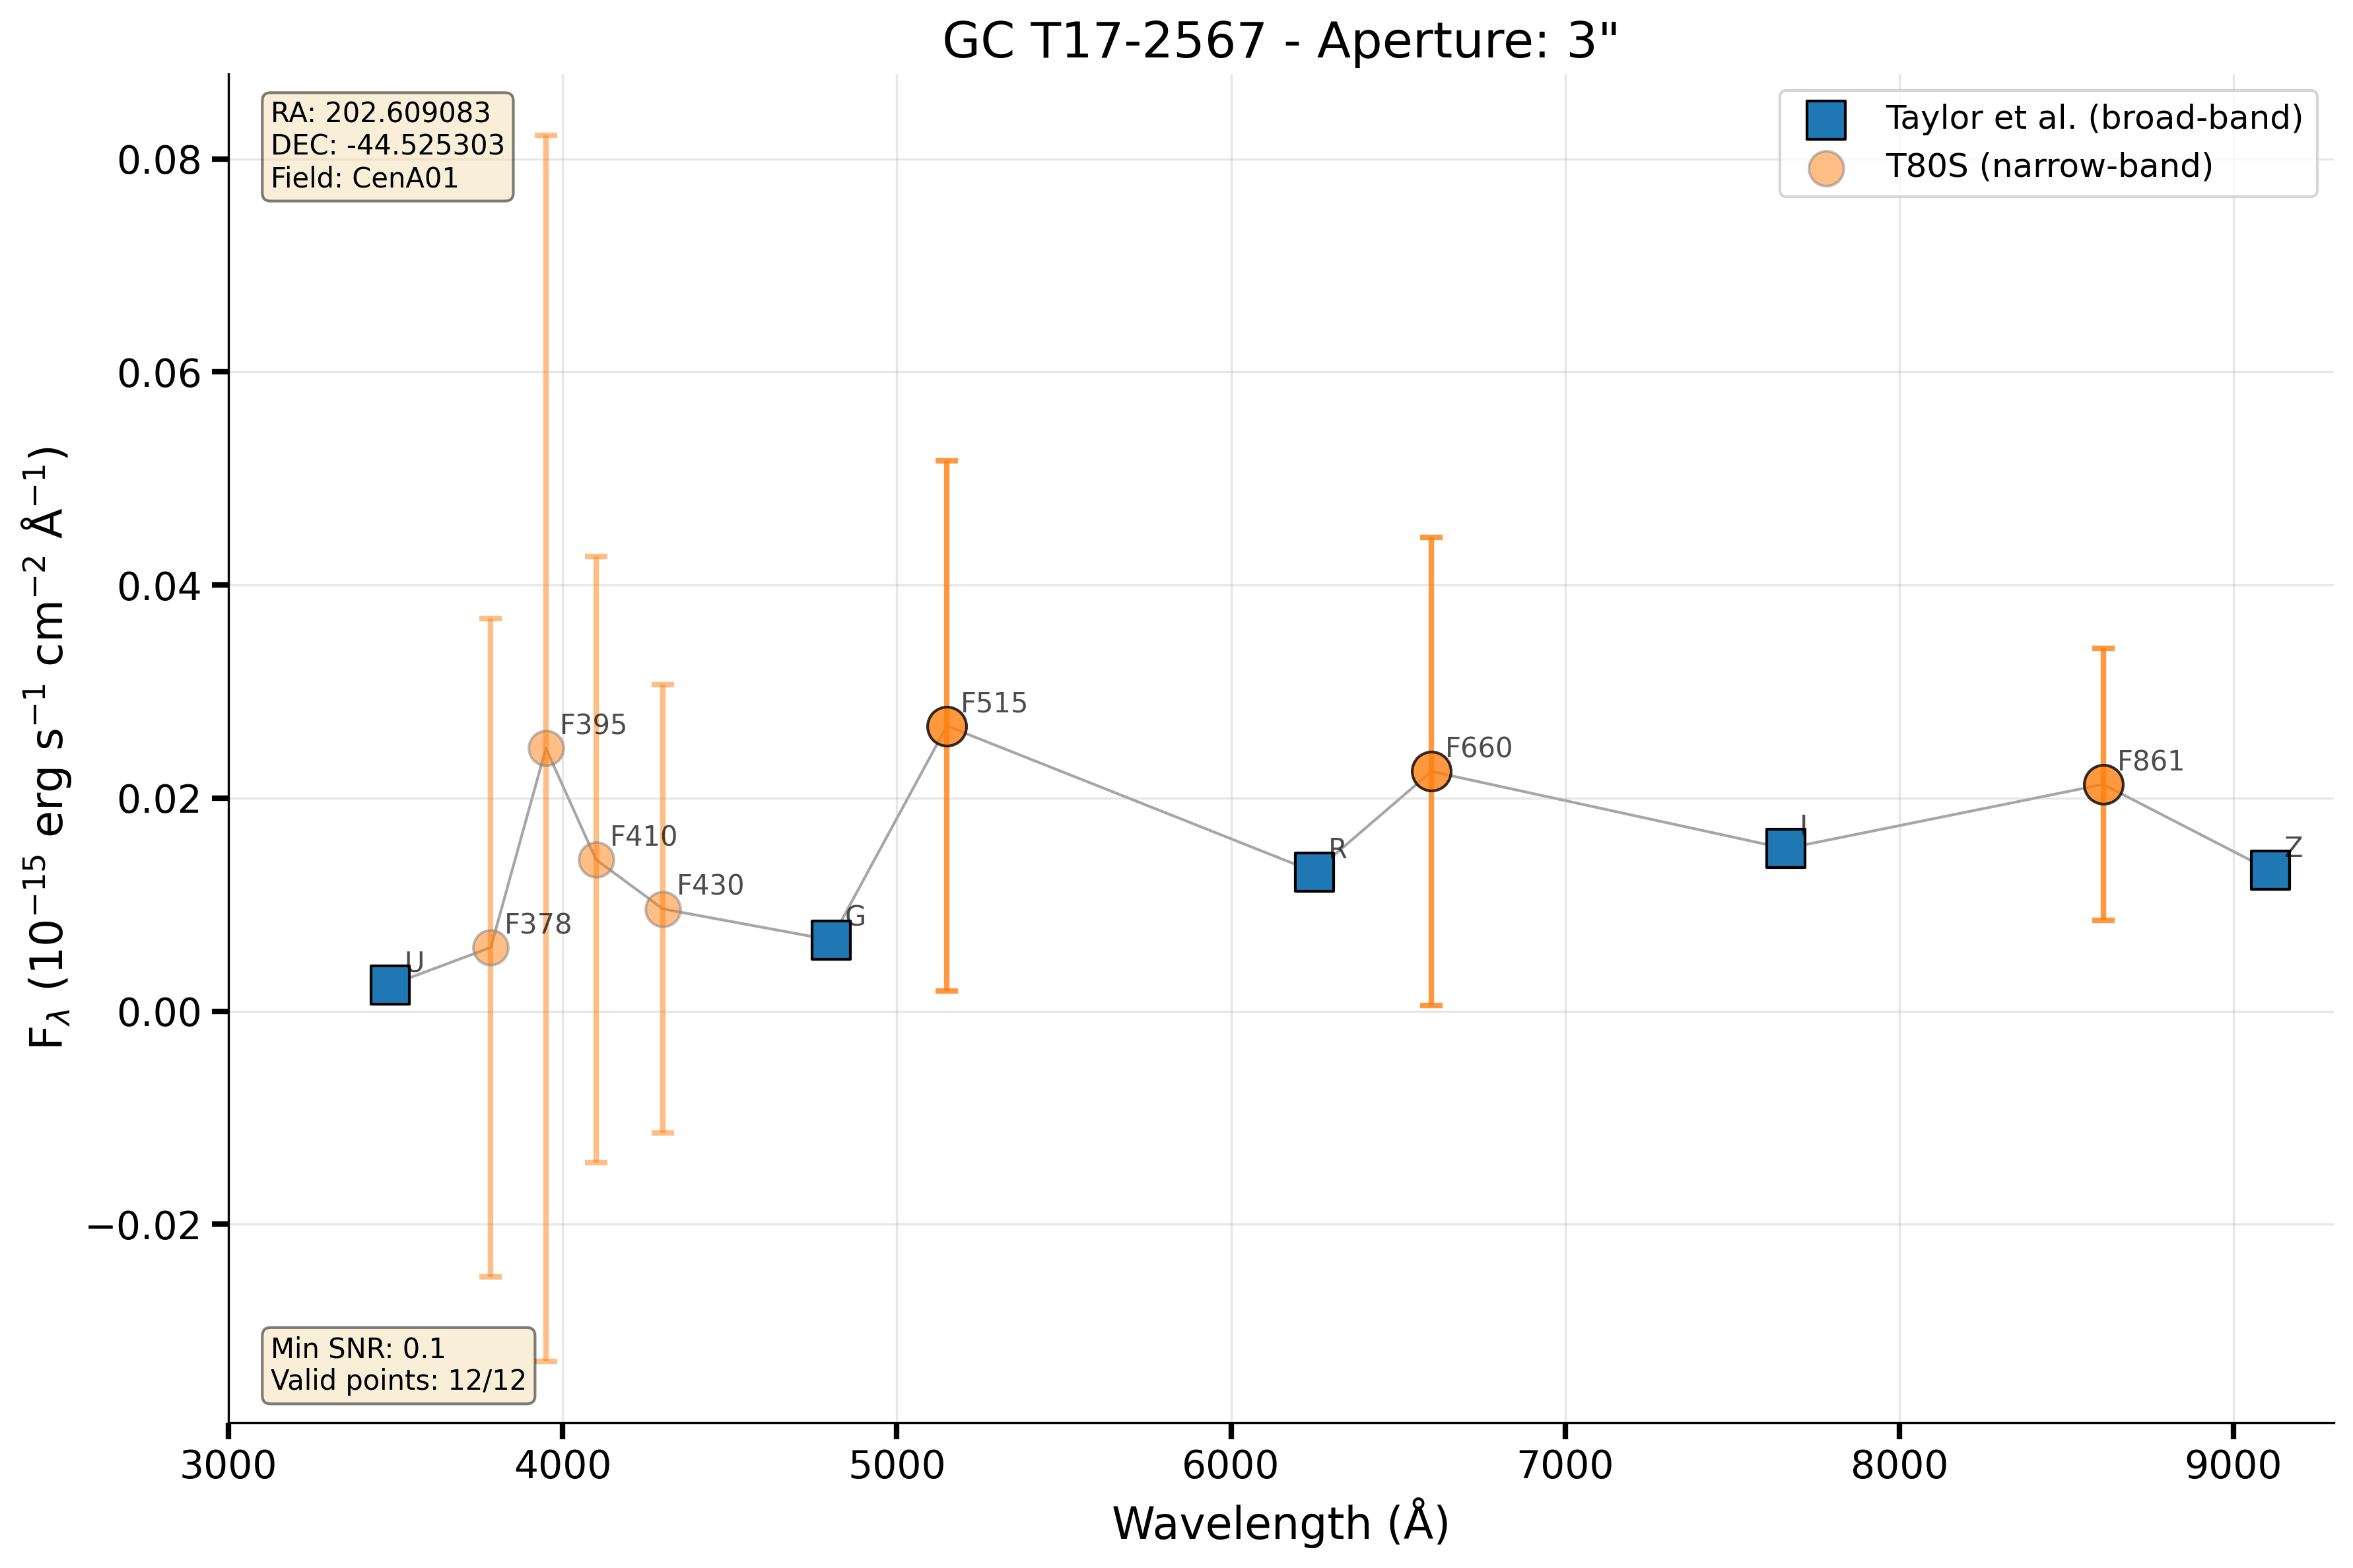 GC T17-2567 - Aperture: 3"
RA: 202.609083
DEC: -44.525303
Field: CenA01
Taylor et al. (broad-band)
T80S (narrow-band)
F_λ (10⁻¹⁵ erg s⁻¹ cm⁻² Å⁻¹)
0.08
0.06
0.04
0.02
0.00
−0.02
U
F378
F395
F410
F430
G
F515
R
F660
I
F861
Z
Min SNR: 0.1
Valid points: 12/12
3000 4000 5000 6000 7000 8000 9000
Wavelength (Å)